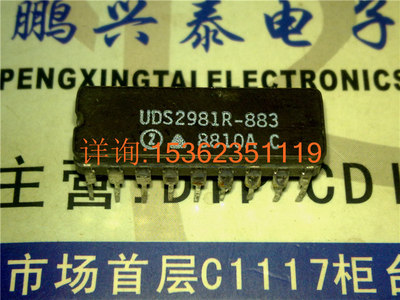 鹏兴泰电子
PENGXINGTAIELECTRONICS
UDS2981R-883
8810A C
详询:15362351119
主营:DIP/CD
市场首层C1117柜台